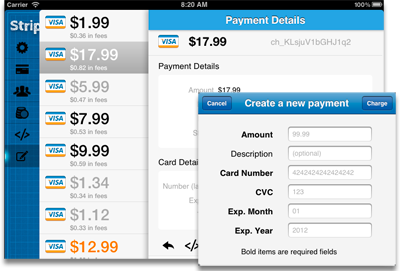 Carrier 8:20 AM 100%
Strip
VISA $1.99
$0.36 in fees
VISA $17.99
$0.82 in fees
VISA $5.99
$0.47 in fees
VISA $7.99
$0.53 in fees
VISA $9.99
$0.59 in fees
VISA $1.34
$0.34 in fees
VISA $1.12
$0.33 in fees
VISA $12.99
Payment Details
VISA $17.99 ch_KLsjuV1bGHJ1q2
Payment Details
Amount $17.99
Card Detai
Number (la
Exp
Cancel Create a new payment Charge
Amount 99.99
Description (optional)
Card Number 4242424242424242
CVC 123
Exp. Month 01
Exp. Year 2012
Bold items are required fields